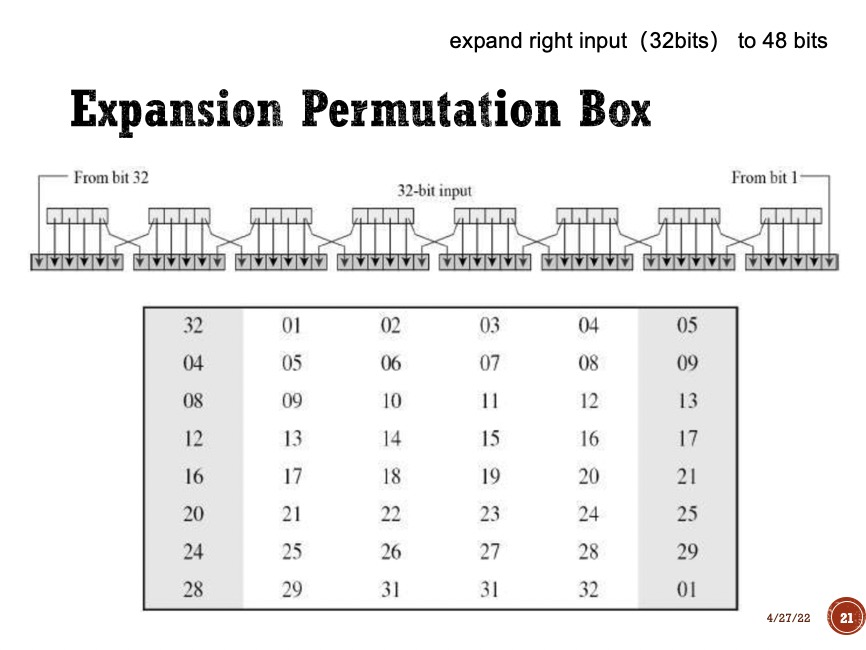 expand right input（32bits） to 48 bits
Expansion Permutation Box
From bit 32
32-bit input
From bit 1
32 01 02 03 04 05
04 05 06 07 08 09
08 09 10 11 12 13
12 13 14 15 16 17
16 17 18 19 20 21
20 21 22 23 24 25
24 25 26 27 28 29
28 29 31 31 32 01
4/27/22
21